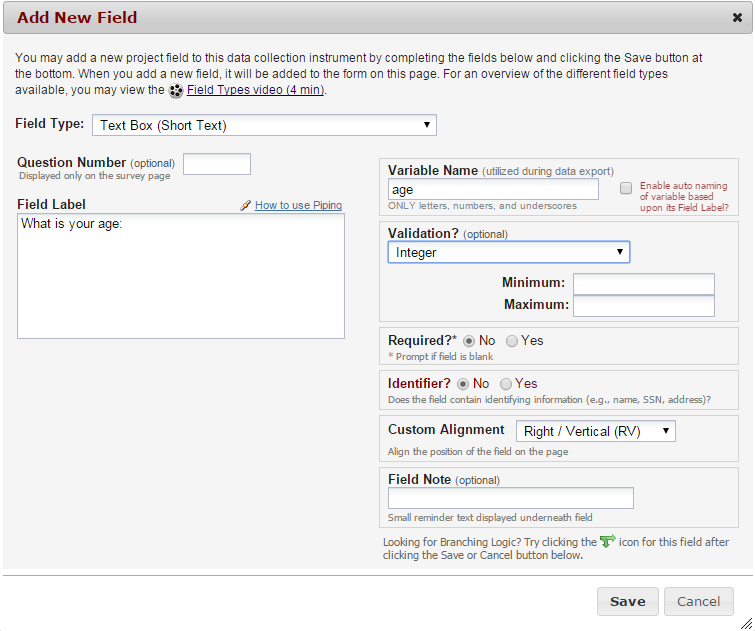 Add New Field
You may add a new project field to this data collection instrument by completing the fields below and clicking the Save button at
the bottom. When you add a new field, it will be added to the form on this page. For an overview of the different field types
available, you may view the Field Types video (4 min).
Field Type: Text Box (Short Text)
Question Number (optional)
Displayed only on the survey page
Field Label How to use Piping
What is your age:
Variable Name (utilized during data export)
age
ONLY letters, numbers, and underscores
Enable auto naming
of variable based
upon its Field Label?
Validation? (optional)
Integer
Minimum:
Maximum:
Required?* No Yes
* Prompt if field is blank
Identifier? No Yes
Does the field contain identifying information (e.g., name, SSN, address)?
Custom Alignment Right / Vertical (RV)
Align the position of the field on the page
Field Note (optional)
Small reminder text displayed underneath field
Looking for Branching Logic? Try clicking the icon for this field after
clicking the Save or Cancel button below.
Save Cancel